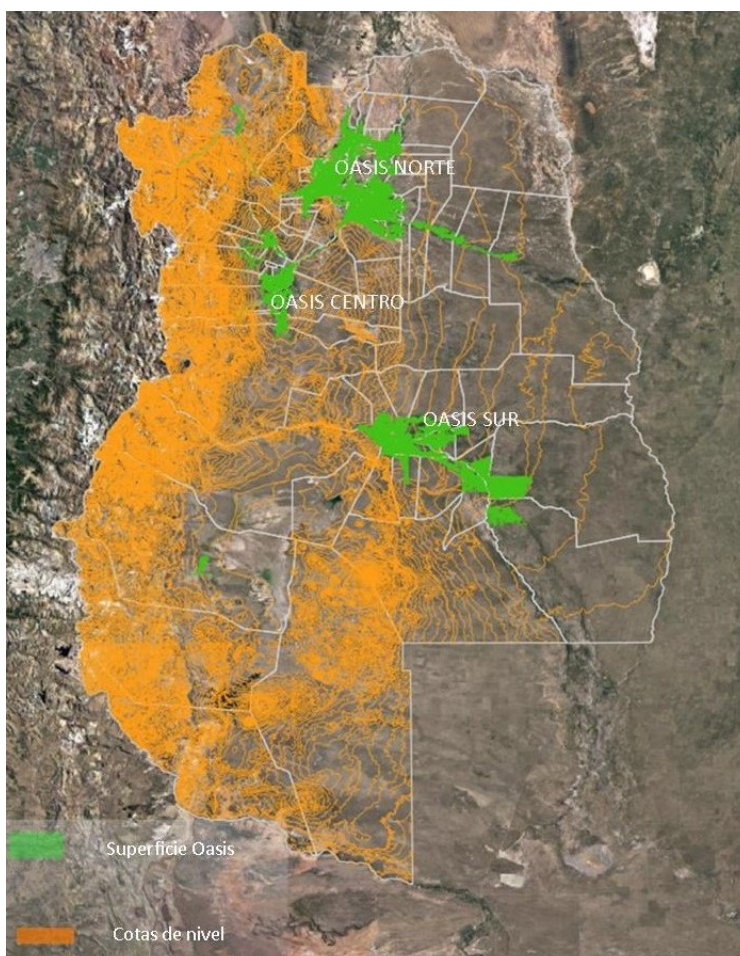 OASIS NORTE
OASIS CENTRO
OASIS SUR
Superficie Oasis
Cotas de nivel